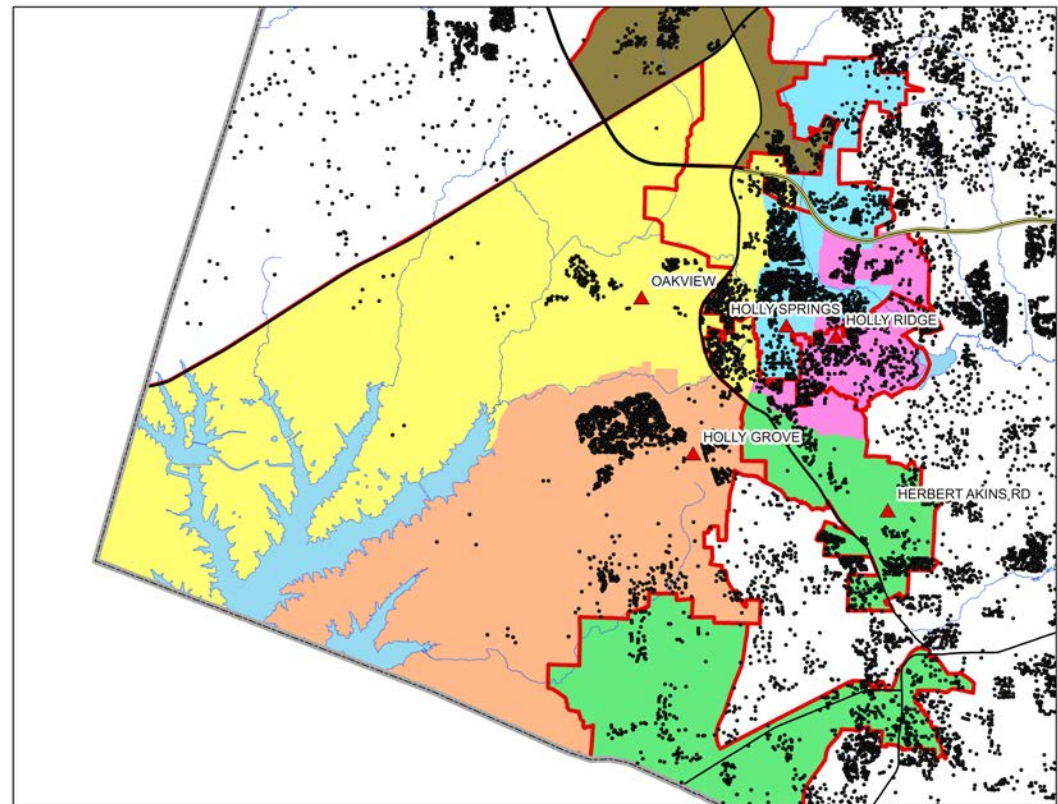 OAKVIEW
HOLLY SPRINGS
HOLLY RIDGE
HOLLY GROVE
HERBERT AKINS RD